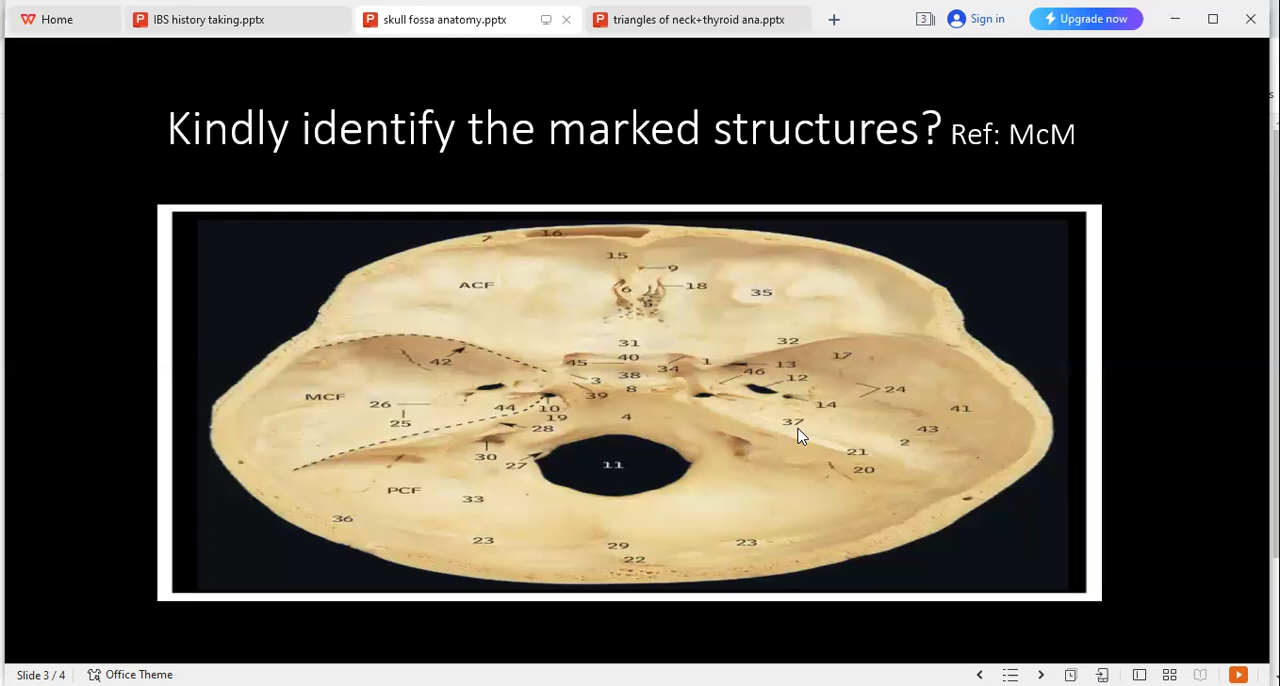 Home
IBS history taking.pptx
skull fossa anatomy.pptx
triangles of neck+thyroid ana.pptx
3
Sign in
Upgrade now
Kindly identify the marked structures? Ref: McM
7 16
15
9
ACF
6
18
35
5
31
32
42
45 40 34 1 13 17
3 38 46 12
8
24
MCF
26
39
25
44 10
19
4
14
41
28
37
43
2
30
27
11
21
20
PCF
33
36
23 29 23
22
Slide 3 / 4
Office Theme